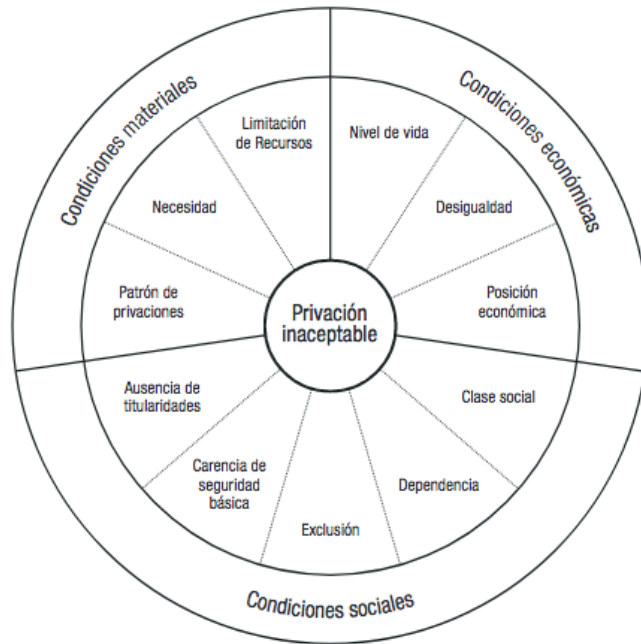 Condiciones materiales
Condiciones económicas
Limitación
de Recursos
Nivel de vida
Necesidad
Desigualdad
Patrón de
privaciones
Privación
inaceptable
Posición
económica
Ausencia de
titularidades
Clase social
Carencia de
seguridad
básica
Dependencia
Exclusión
Condiciones sociales